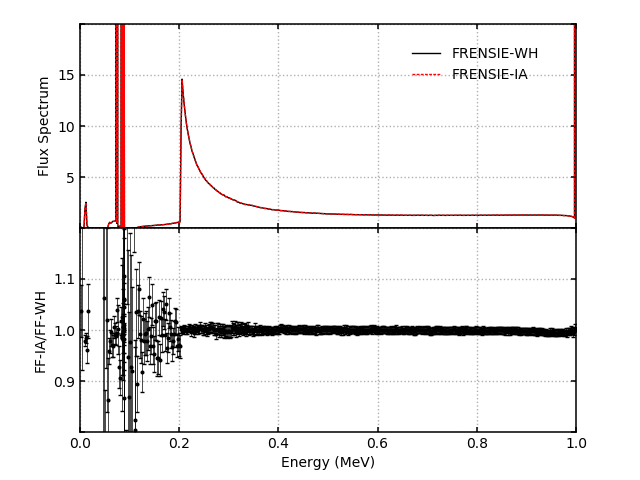 15
10
5
Flux Spectrum
FRENSIE-WH
FRENSIE-IA
1.1
1.0
0.9
FF-IA/FF-WH
0.0 0.2 0.4 0.6 0.8 1.0
Energy (MeV)